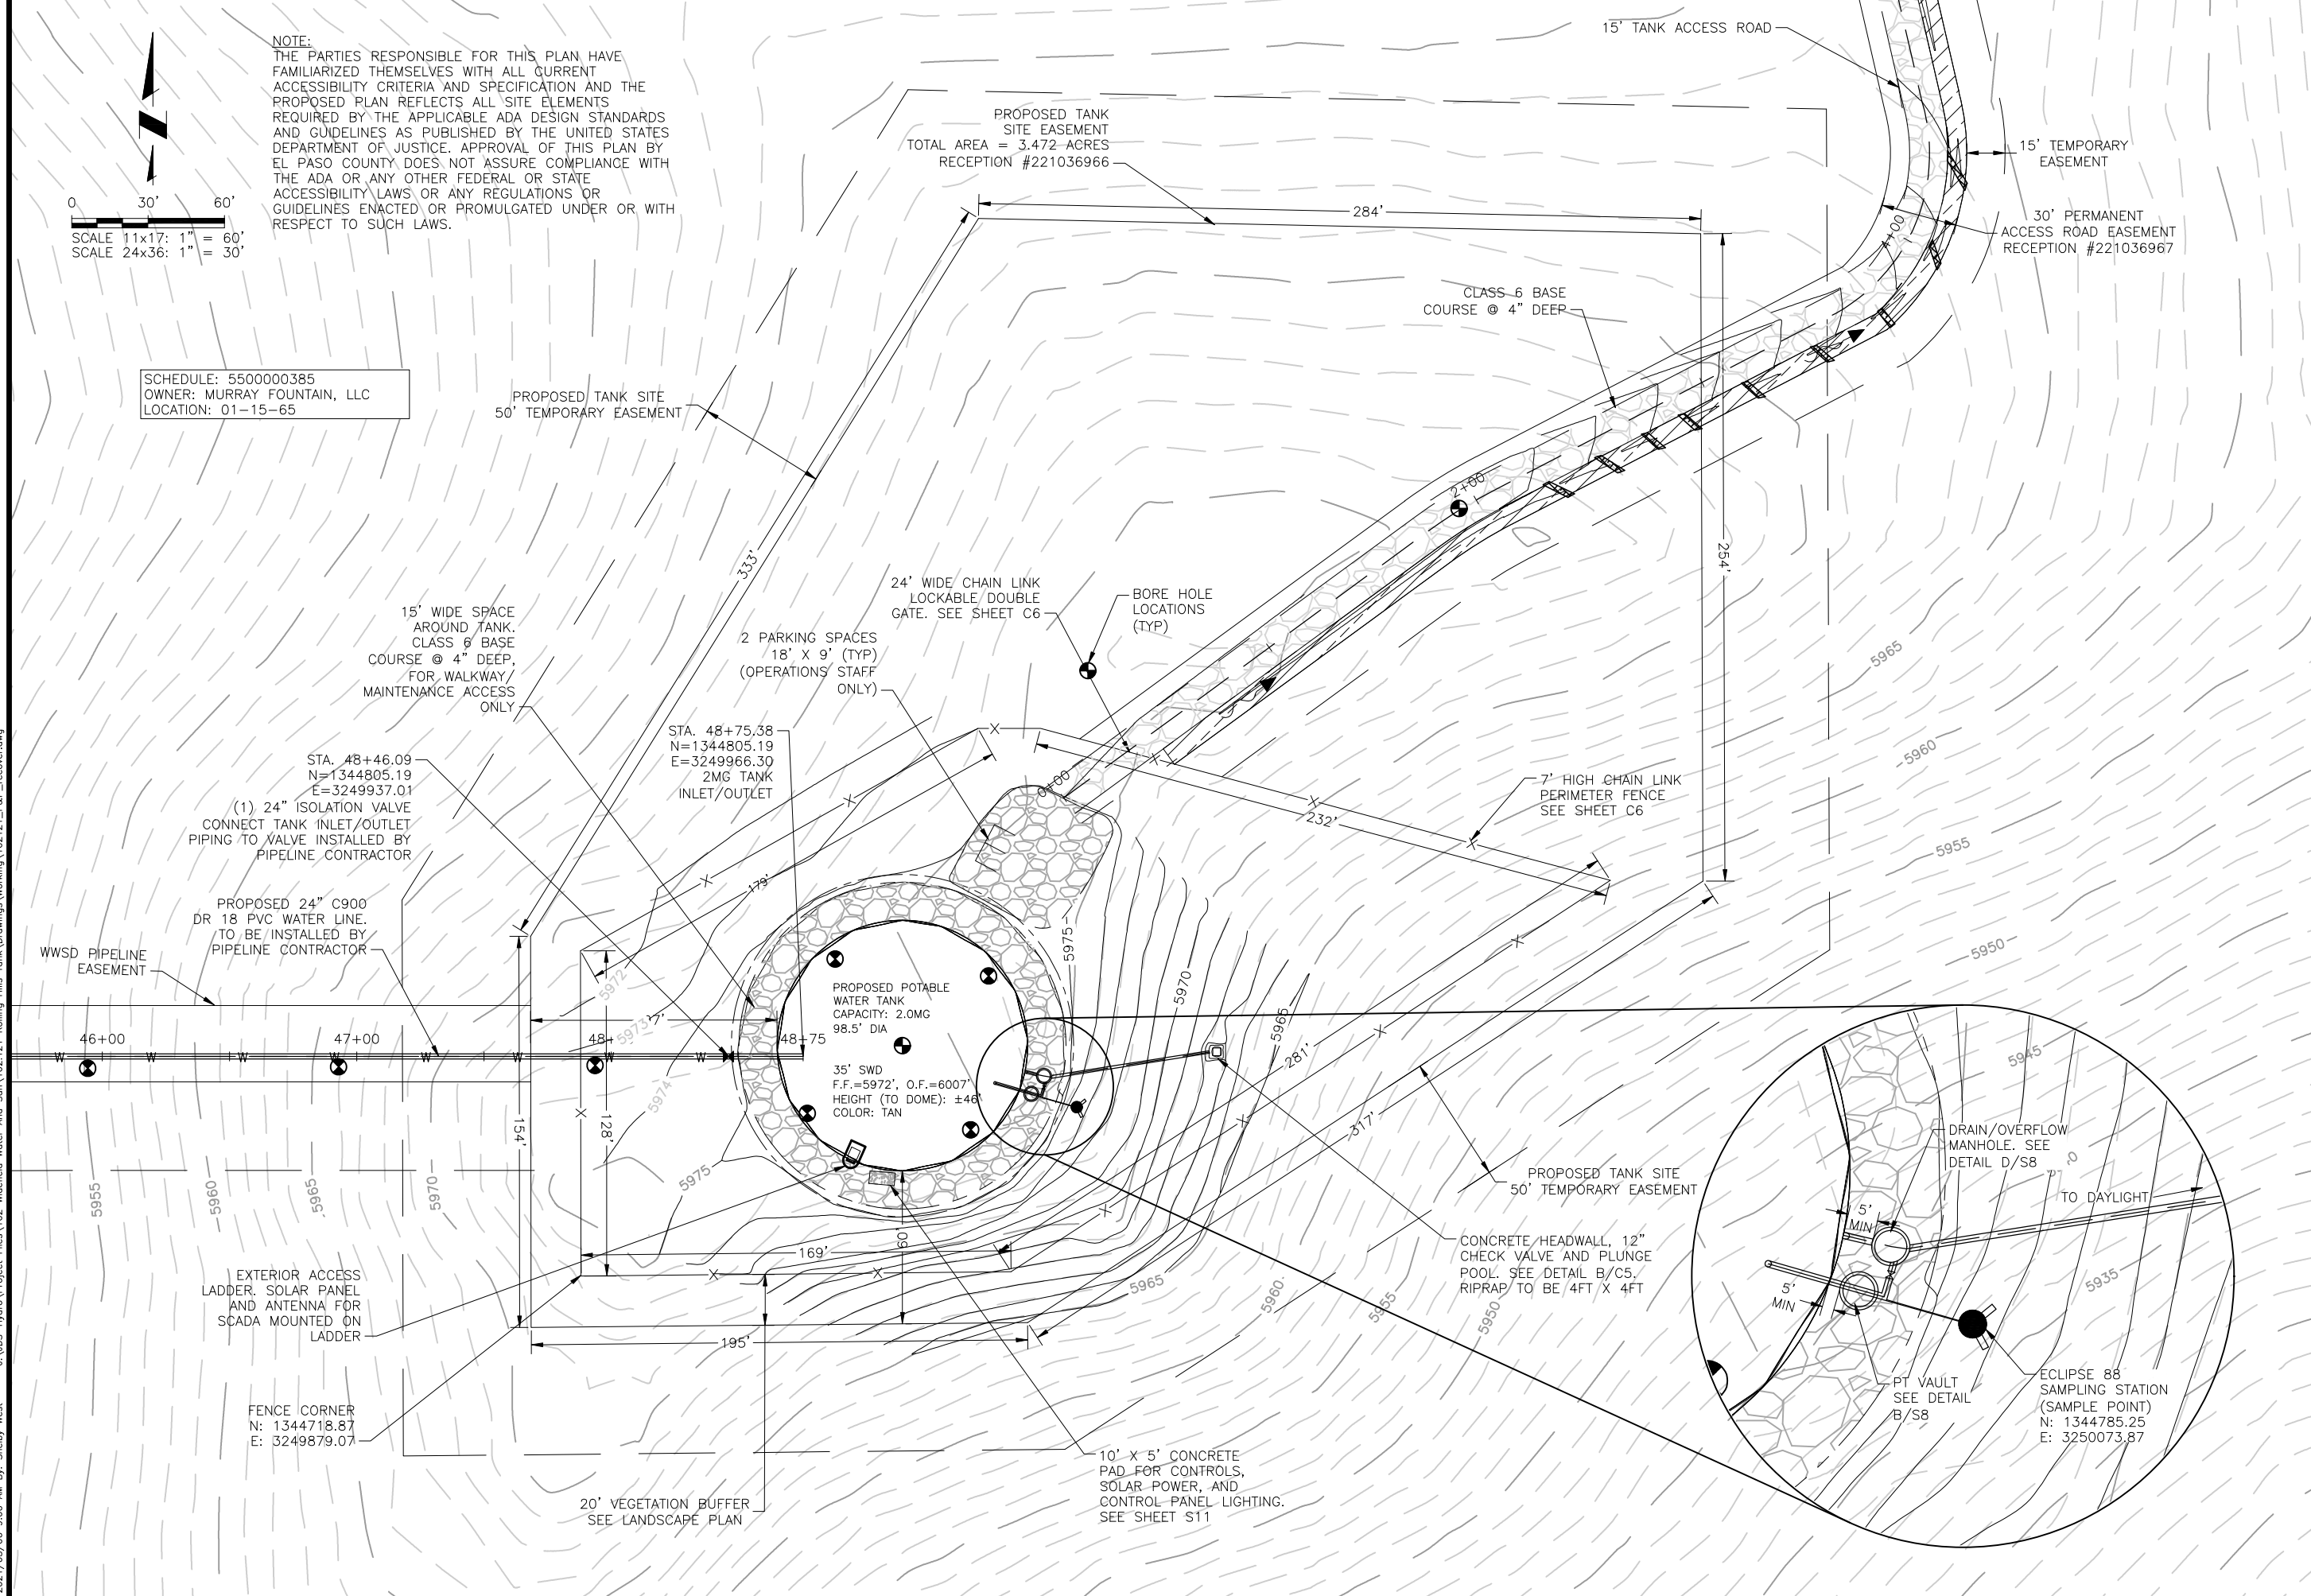 15' TANK ACCESS ROAD
NOTE:
THE PARTIES RESPONSIBLE FOR THIS PLAN HAVE
FAMILIARIZED THEMSELVES WITH ALL CURRENT
ACCESSIBILITY CRITERIA AND SPECIFICATION AND THE
PROPOSED PLAN REFLECTS ALL SITE ELEMENTS
REQUIRED BY THE APPLICABLE ADA DESIGN STANDARDS
AND GUIDELINES AS PUBLISHED BY THE UNITED STATES
DEPARTMENT OF JUSTICE. APPROVAL OF THIS PLAN BY
EL PASO COUNTY DOES NOT ASSURE COMPLIANCE WITH
THE ADA OR ANY OTHER FEDERAL OR STATE
ACCESSIBILITY LAWS OR ANY REGULATIONS OR
GUIDELINES ENACTED OR PROMULGATED UNDER OR WITH
RESPECT TO SUCH LAWS.
N
0 30' 60'
SCALE 11x17: 1" = 60'
SCALE 24x36: 1" = 30'
PROPOSED TANK
SITE EASEMENT
TOTAL AREA = 3.472 ACRES
RECEPTION #221036966
15' TEMPORARY
EASEMENT
284'
30' PERMANENT
ACCESS ROAD EASEMENT
RECEPTION #221036967
4+00
CLASS 6 BASE
COURSE @ 4" DEEP
SCHEDULE: 5500000385
OWNER: MURRAY FOUNTAIN, LLC
LOCATION: 01-15-65
PROPOSED TANK SITE
50' TEMPORARY EASEMENT
2+00
333'
254'
24' WIDE CHAIN LINK
LOCKABLE DOUBLE
GATE. SEE SHEET C6
BORE HOLE
LOCATIONS
(TYP)
15' WIDE SPACE
AROUND TANK.
CLASS 6 BASE
COURSE @ 4" DEEP,
FOR WALKWAY/
MAINTENANCE ACCESS
ONLY
2 PARKING SPACES
18' X 9' (TYP)
(OPERATIONS STAFF
ONLY)
5965
STA. 48+75.38
N=1344805.19
E=3249966.30
2MG TANK
INLET/OUTLET
5960
STA. 48+46.09
N=1344805.19
E=3249937.01
(1) 24" ISOLATION VALVE
CONNECT TANK INLET/OUTLET
PIPING TO VALVE INSTALLED BY
PIPELINE CONTRACTOR
0+00
7' HIGH CHAIN LINK
PERIMETER FENCE
SEE SHEET C6
232'
5955
179'
PROPOSED 24" C900
DR 18 PVC WATER LINE.
TO BE INSTALLED BY
PIPELINE CONTRACTOR
WWSD PIPELINE
EASEMENT
5975
5950
5972
5970
PROPOSED POTABLE
WATER TANK
CAPACITY: 2.0MG
98.5' DIA
5973
5965
46+00
47+00
48+
48+75
W W W W W W W
281'
5945
35' SWD
F.F.=5972', O.F.=6007'
HEIGHT (TO DOME): ±46'
COLOR: TAN
5974
154'
128'
317'
DRAIN/OVERFLOW
MANHOLE. SEE
DETAIL D/S8
5955
5960
5965
5970
5975
PROPOSED TANK SITE
50' TEMPORARY EASEMENT
TO DAYLIGHT
5'
MIN
169'
60'
CONCRETE HEADWALL, 12"
CHECK VALVE AND PLUNGE
POOL. SEE DETAIL B/C5.
RIPRAP TO BE 4FT X 4FT
EXTERIOR ACCESS
LADDER. SOLAR PANEL
AND ANTENNA FOR
SCADA MOUNTED ON
LADDER
5965
5960
5955
5950
5935
5'
MIN
195'
PT VAULT
SEE DETAIL
B/S8
ECLIPSE 88
SAMPLING STATION
(SAMPLE POINT)
N: 1344785.25
E: 3250073.87
FENCE CORNER
N: 1344718.87
E: 3249879.07
10' X 5' CONCRETE
PAD FOR CONTROLS,
SOLAR POWER, AND
CONTROL PANEL LIGHTING.
SEE SHEET S11
20' VEGETATION BUFFER
SEE LANDSCAPE PLAN